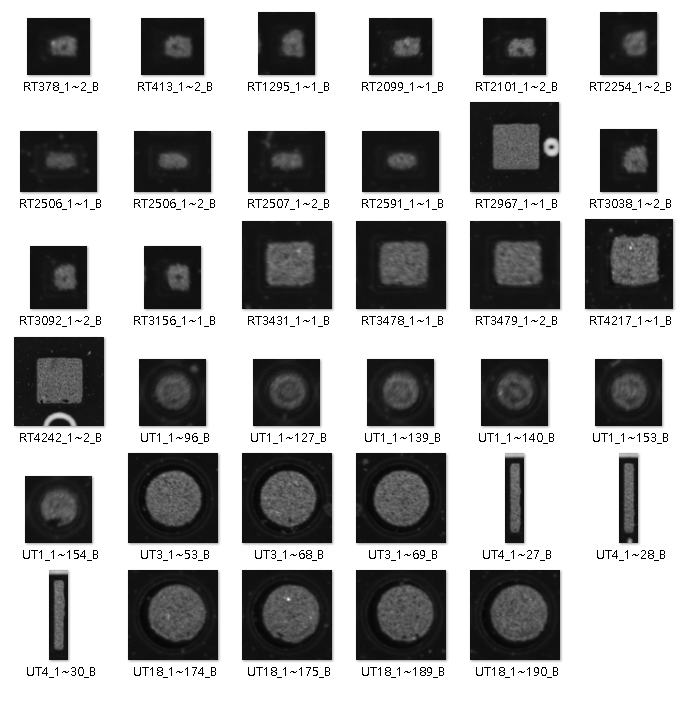 RT378_1~2_B RT413_1~2_B RT1295_1~1_B RT2099_1~1_B RT2101_1~2_B RT2254_1~2_B
RT2506_1~1_B RT2506_1~2_B RT2507_1~2_B RT2591_1~1_B RT2967_1~1_B RT3038_1~2_B
RT3092_1~2_B RT3156_1~1_B RT3431_1~1_B RT3478_1~1_B RT3479_1~2_B RT4217_1~1_B
RT4242_1~2_B UT1_1~96_B UT1_1~127_B UT1_1~139_B UT1_1~140_B UT1_1~153_B
UT1_1~154_B UT3_1~53_B UT3_1~68_B UT3_1~69_B UT4_1~27_B UT4_1~28_B
UT4_1~30_B UT18_1~174_B UT18_1~175_B UT18_1~189_B UT18_1~190_B